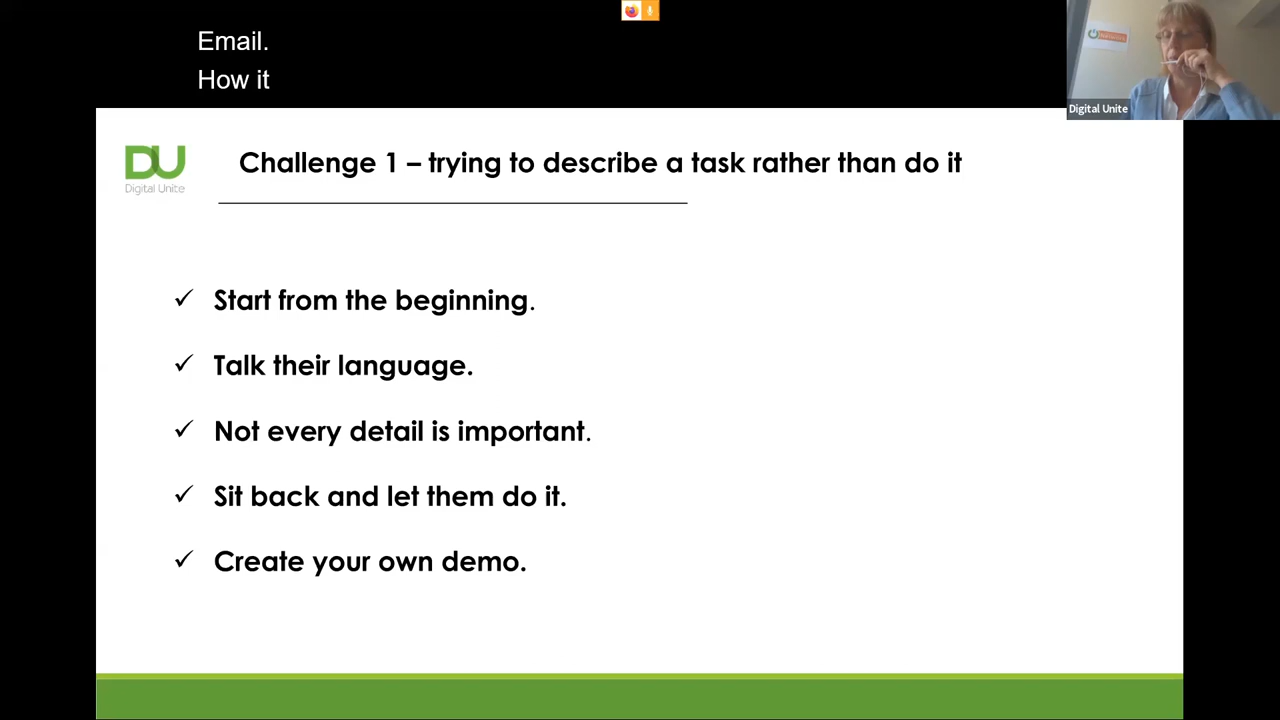 Email.
How it
Digital Unite
DU
Digital Unite
Challenge 1 – trying to describe a task rather than do it
✓ Start from the beginning.
✓ Talk their language.
✓ Not every detail is important.
✓ Sit back and let them do it.
✓ Create your own demo.